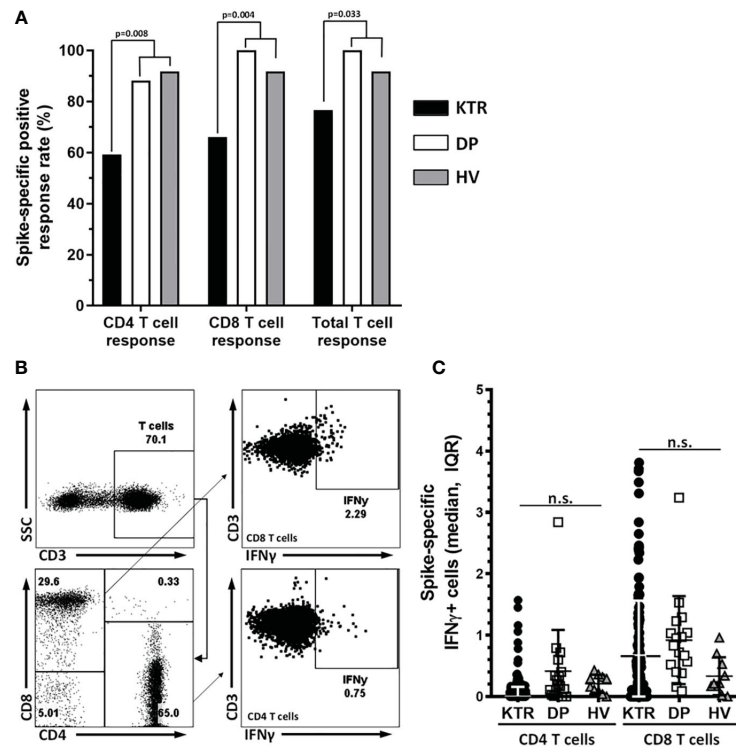 A
p=0.008
p=0.004
p=0.033
Spike-specific positive
response rate (%)
100
80
60
40
20
0
KTR
DP
HV
CD4 T cell
response
CD8 T cell
response
Total T cell
response
B
T cells
70.1
SSC
CD3
IFNγ
2.29
CD8 T cells
CD3
IFNγ
29.6
0.33
5.01
65.0
CD8
CD4
IFNγ
0.75
CD4 T cells
CD3
IFNγ
C
Spike-specific
IFNγ+ cells (median, IQR)
5
4
3
2
1
0
n.s.
n.s.
KTR DP HV KTR DP HV
CD4 T cells CD8 T cells